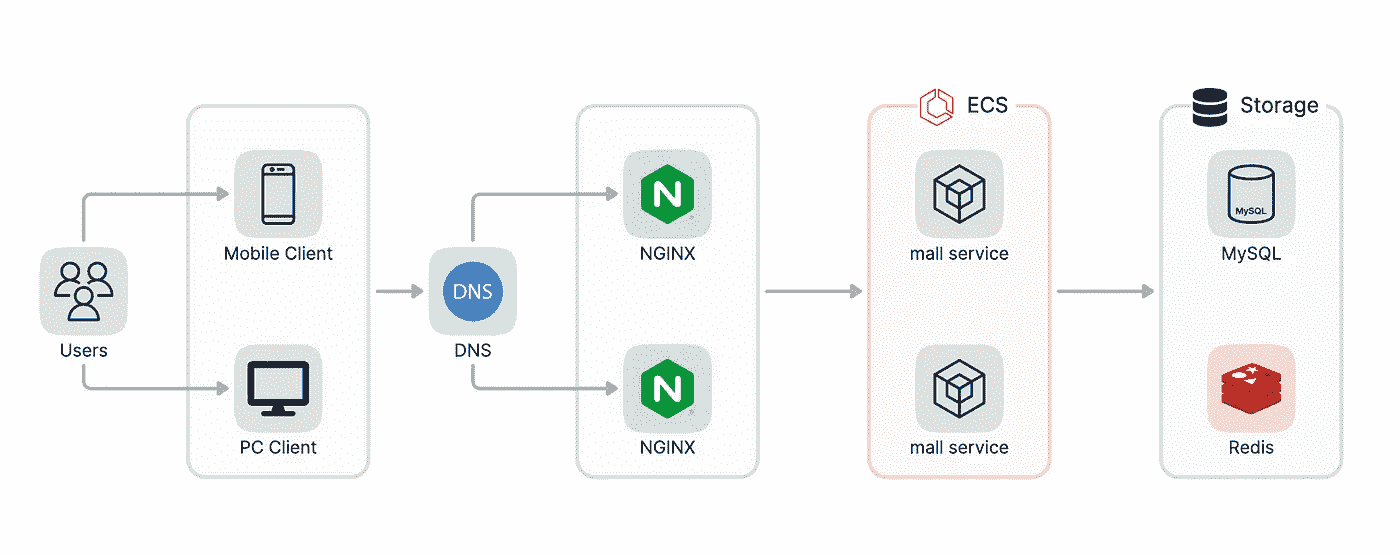 ECS
Storage
Mobile Client
N
NGINX
mall service
MySQL
MySQL
Users
DNS
DNS
PC Client
N
NGINX
mall service
Redis